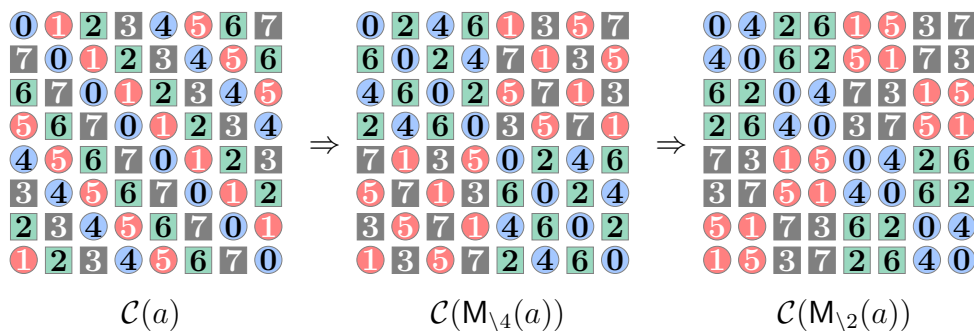 0 1 2 3 4 5 6 7 0 2 4 6 1 3 5 7 0 4 2 6 1 5 3 7
7 0 1 2 3 4 5 6 6 0 2 4 7 1 3 5 4 0 6 2 5 1 7 3
6 7 0 1 2 3 4 5 4 6 0 2 5 7 1 3 6 2 0 4 7 3 1 5
5 6 7 0 1 2 3 4 2 4 6 0 3 5 7 1 2 6 4 0 3 7 5 1
⇒ ⇒
4 5 6 7 0 1 2 3 7 1 3 5 0 2 4 6 7 3 1 5 0 4 2 6
3 4 5 6 7 0 1 2 5 7 1 3 6 0 2 4 3 7 5 1 4 0 6 2
2 3 4 5 6 7 0 1 3 5 7 1 4 6 0 2 5 1 7 3 6 2 0 4
1 2 3 4 5 6 7 0 1 3 5 7 2 4 6 0 1 5 3 7 2 6 4 0
𝒞(a) 𝒞(M\4(a)) 𝒞(M\2(a))